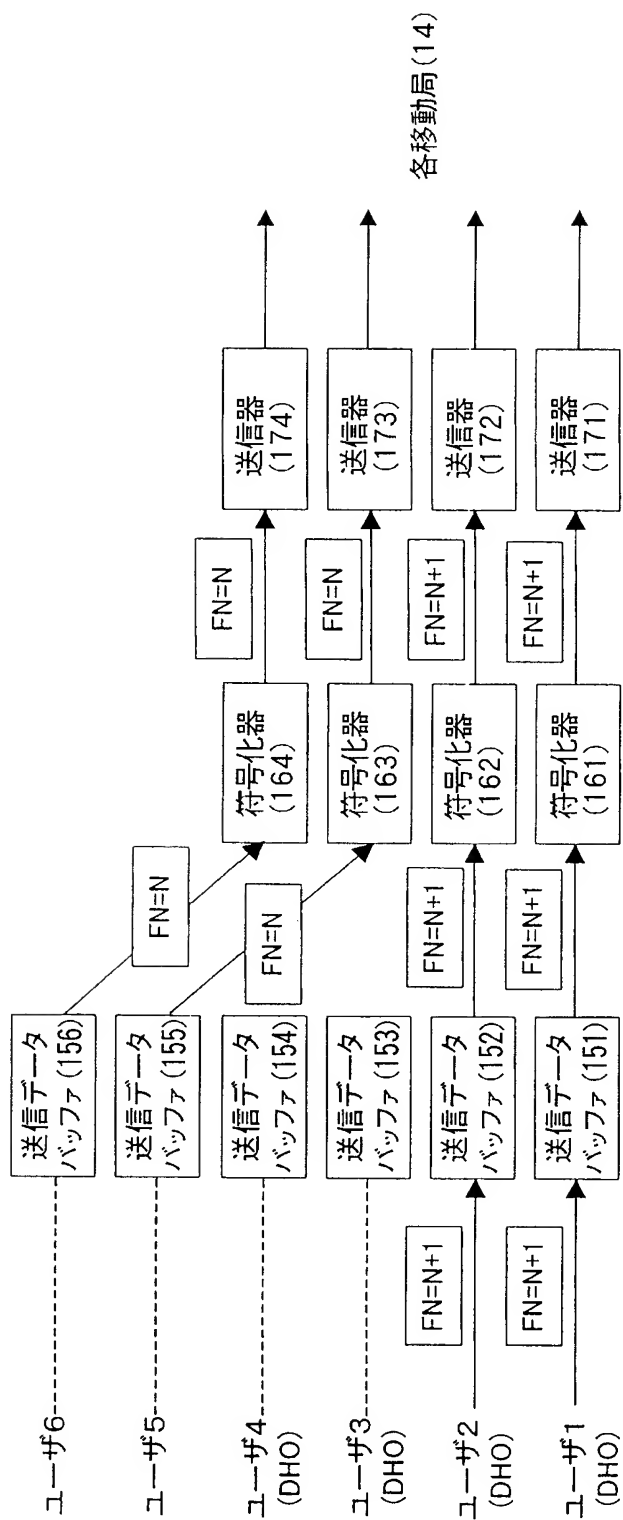 ユーザ6
送信データ
バッファ(156)
FN=N
ユーザ5
送信データ
バッファ(155)
FN=N
ユーザ4
(DHO)
送信データ
バッファ(154)
符号化器
(164)
FN=N
送信器
(174)
ユーザ3
(DHO)
送信データ
バッファ(153)
符号化器
(163)
FN=N
送信器
(173)
ユーザ2
(DHO)
FN=N+1
送信データ
バッファ(152)
FN=N+1
符号化器
(162)
FN=N+1
送信器
(172)
ユーザ1
(DHO)
FN=N+1
送信データ
バッファ(151)
FN=N+1
符号化器
(161)
FN=N+1
送信器
(171)
各移動局(14)